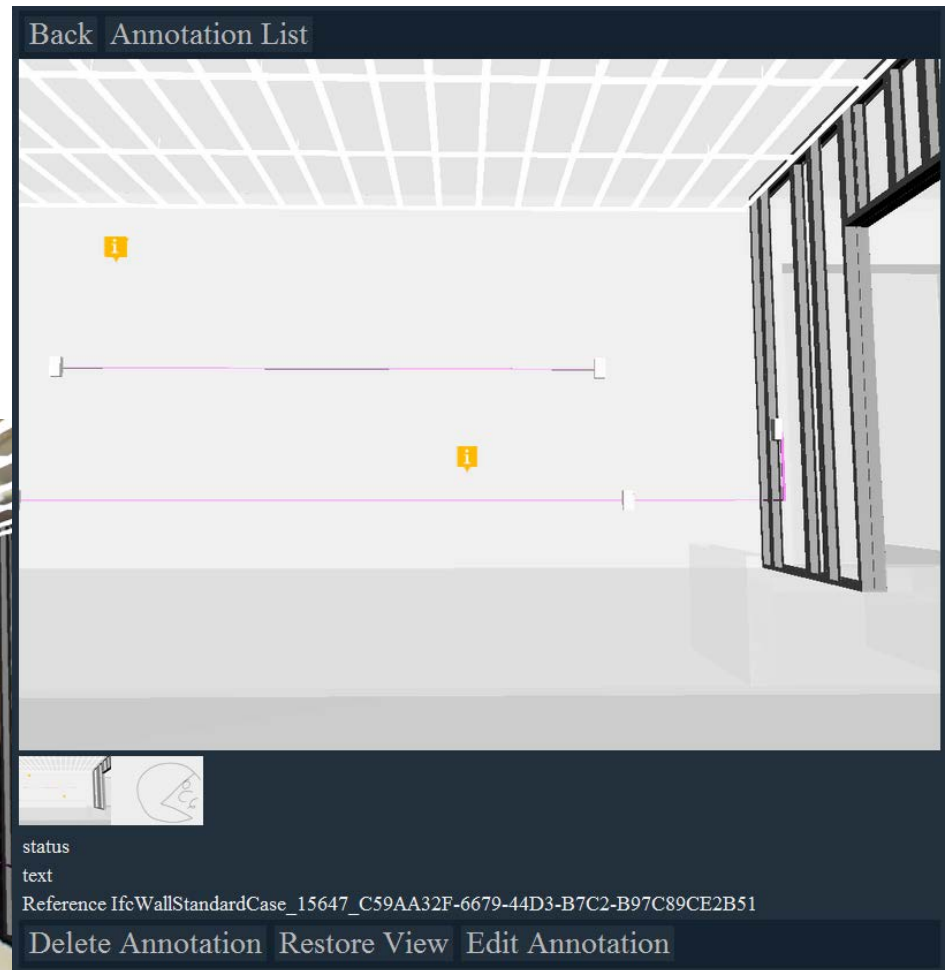 Back Annotation List
i
i
status
text
Reference IfcWallStandardCase_15647_C59AA32F-6679-44D3-B7C2-B97C89CE2B51
Delete Annotation Restore View Edit Annotation